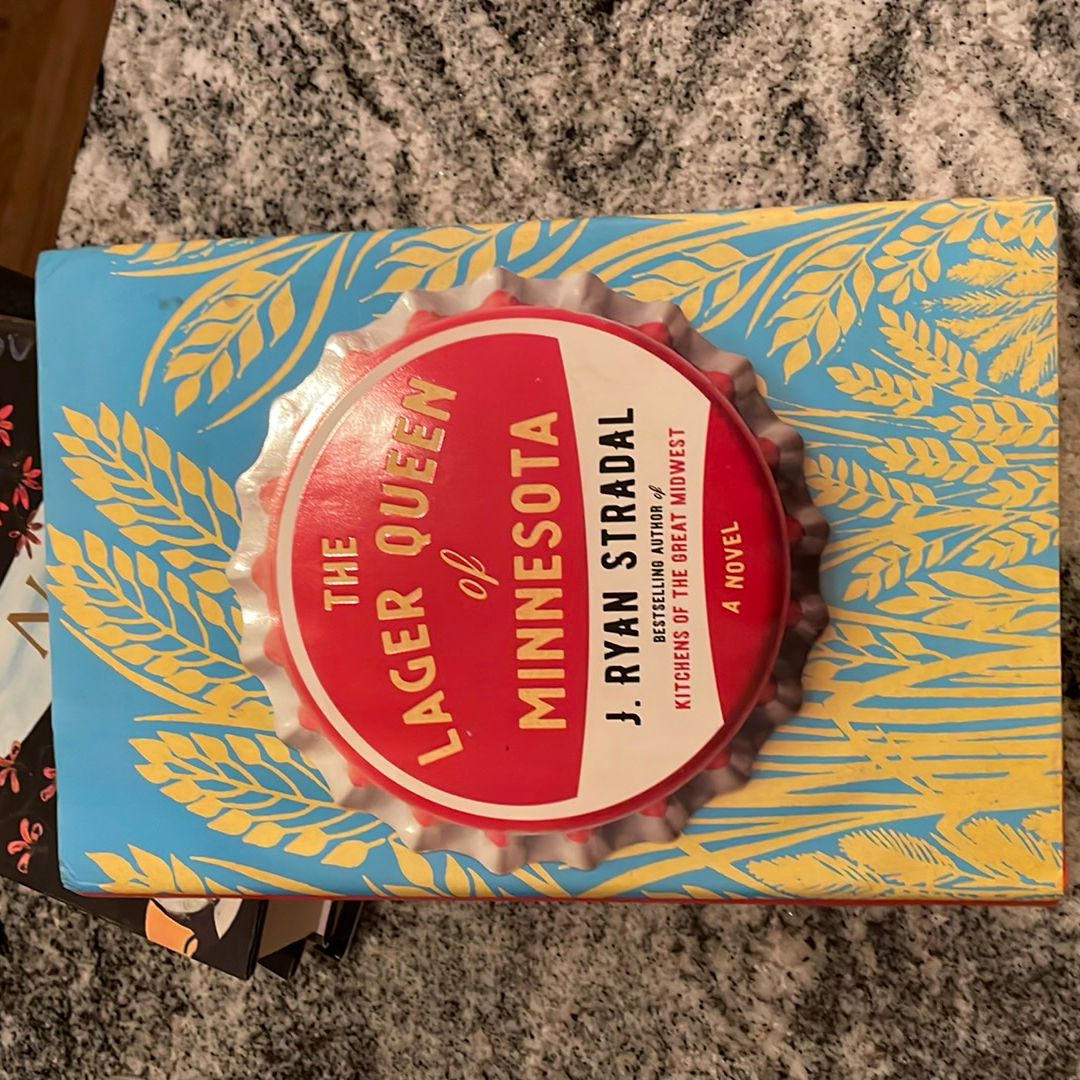 THE
LAGER QUEEN
of
MINNESOTA
J. RYAN STRADAL
BESTSELLING AUTHOR of
KITCHENS OF THE GREAT MIDWEST
A NOVEL